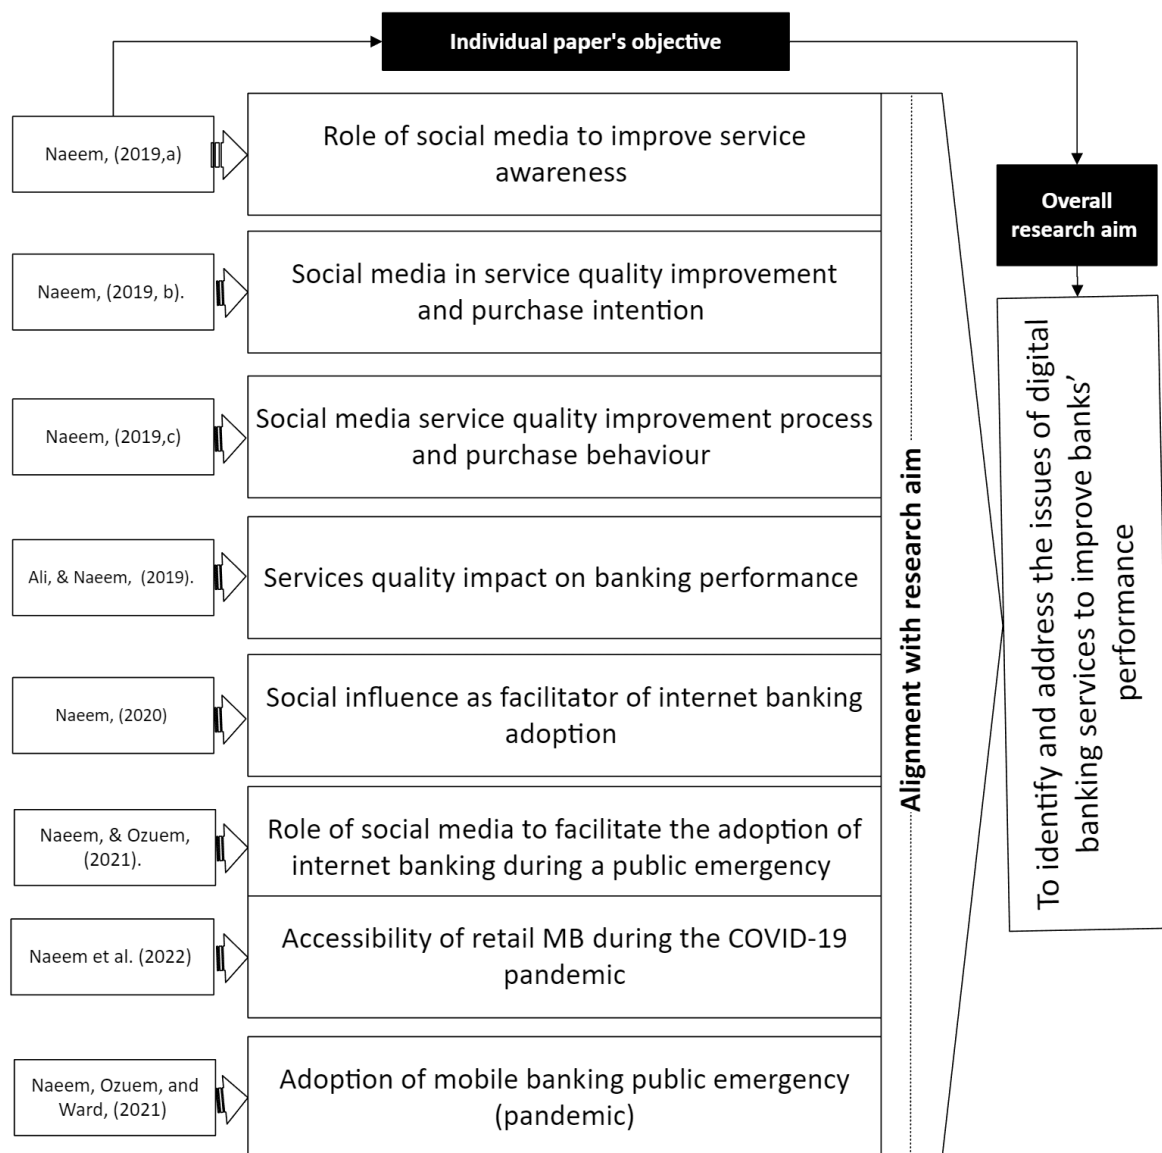 Individual paper's objective
Naeem, (2019,a)
Role of social media to improve service
awareness
Overall
research aim
Naeem, (2019, b).
Social media in service quality improvement
and purchase intention
Naeem, (2019,c)
Social media service quality improvement process
and purchase behaviour
Ali, & Naeem, (2019).
Services quality impact on banking performance
Naeem, (2020)
Social influence as facilitator of internet banking
adoption
Naeem, & Ozuem,
(2021).
Role of social media to facilitate the adoption of
internet banking during a public emergency
Naeem et al. (2022)
Accessibility of retail MB during the COVID-19
pandemic
Naeem, Ozuem, and
Ward, (2021)
Adoption of mobile banking public emergency
(pandemic)
Alignment with research aim
To identify and address the issues of digital
banking services to improve banks’
performance